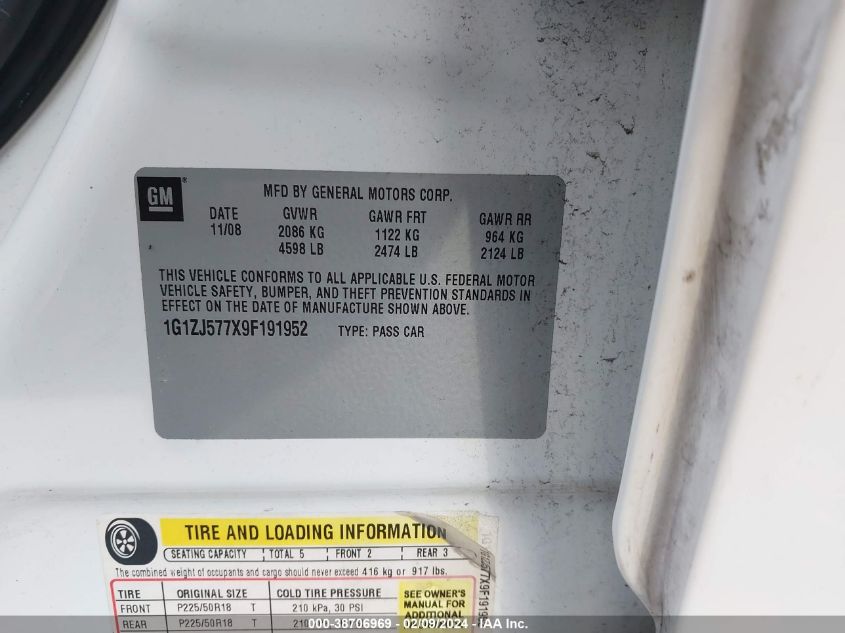 GM ®
MFD BY GENERAL MOTORS CORP.
DATE GVWR GAWR FRT GAWR RR
11/08 2086 KG 1122 KG 964 KG
4598 LB 2474 LB 2124 LB
THIS VEHICLE CONFORMS TO ALL APPLICABLE U.S. FEDERAL MOTOR
VEHICLE SAFETY, BUMPER, AND THEFT PREVENTION STANDARDS IN
EFFECT ON THE DATE OF MANUFACTURE SHOWN ABOVE.
1G1ZJ577X9F191952 TYPE: PASS CAR
TIRE AND LOADING INFORMATION
SEATING CAPACITY TOTAL 5 FRONT 2 REAR 3
The combined weight of occupants and cargo should never exceed 416 kg or 917 lbs.
TIRE ORIGINAL SIZE COLD TIRE PRESSURE
SEE OWNER'S
MANUAL FOR
ADDITIONAL
FRONT P225/50R18 T 210 kPa, 30 PSI
REAR P225/50R18 T
000-38706969 - 02/09/2024 - IAA Inc.